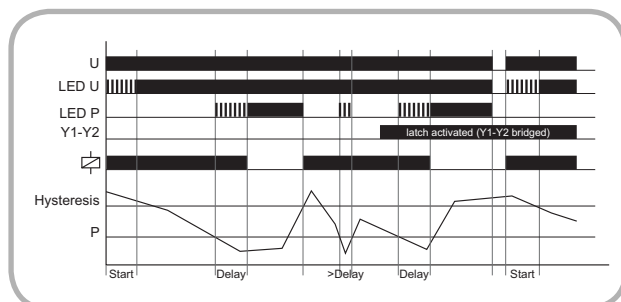 U
LED U
LED P
Y1-Y2
latch activated (Y1-Y2 bridged)
Hysteresis
P
Start Delay >Delay Delay Start